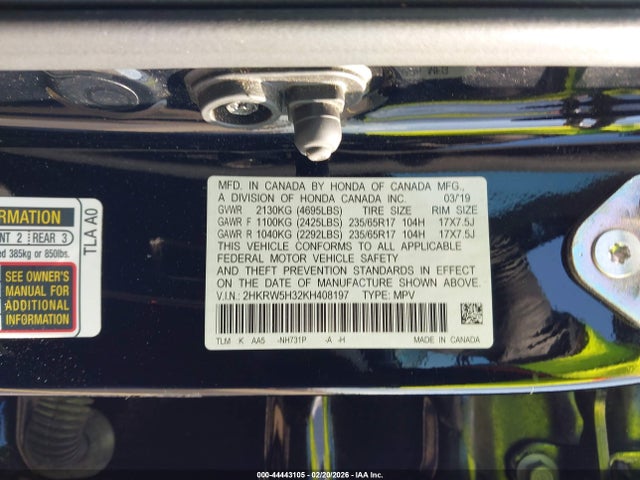 FORMATION
NT 2 REAR 3
ed 385kg or 850lbs.
SEE OWNER'S
MANUAL FOR
ADDITIONAL
INFORMATION
TLA A0
MFD. IN CANADA BY HONDA OF CANADA MFG.,
A DIVISION OF HONDA CANADA INC. 03/19
GVWR 2130KG (4695LBS) TIRE SIZE RIM SIZE
GAWR F 1100KG (2425LBS) 235/65R17 104H 17X7.5J
GAWR R 1040KG (2292LBS) 235/65R17 104H 17X7.5J
THIS VEHICLE CONFORMS TO ALL APPLICABLE
FEDERAL MOTOR VEHICLE SAFETY
AND THEFT PREVENTION STANDARDS IN EFFECT
ON THE DATE OF MANUFACTURE SHOWN ABOVE.
V.I.N.: 2HKRW5H32KH408197 TYPE: MPV
TLM K AA5 -NH731P -A -H
MADE IN CANADA
000-44443105 - 02/20/2026 - IAA Inc.